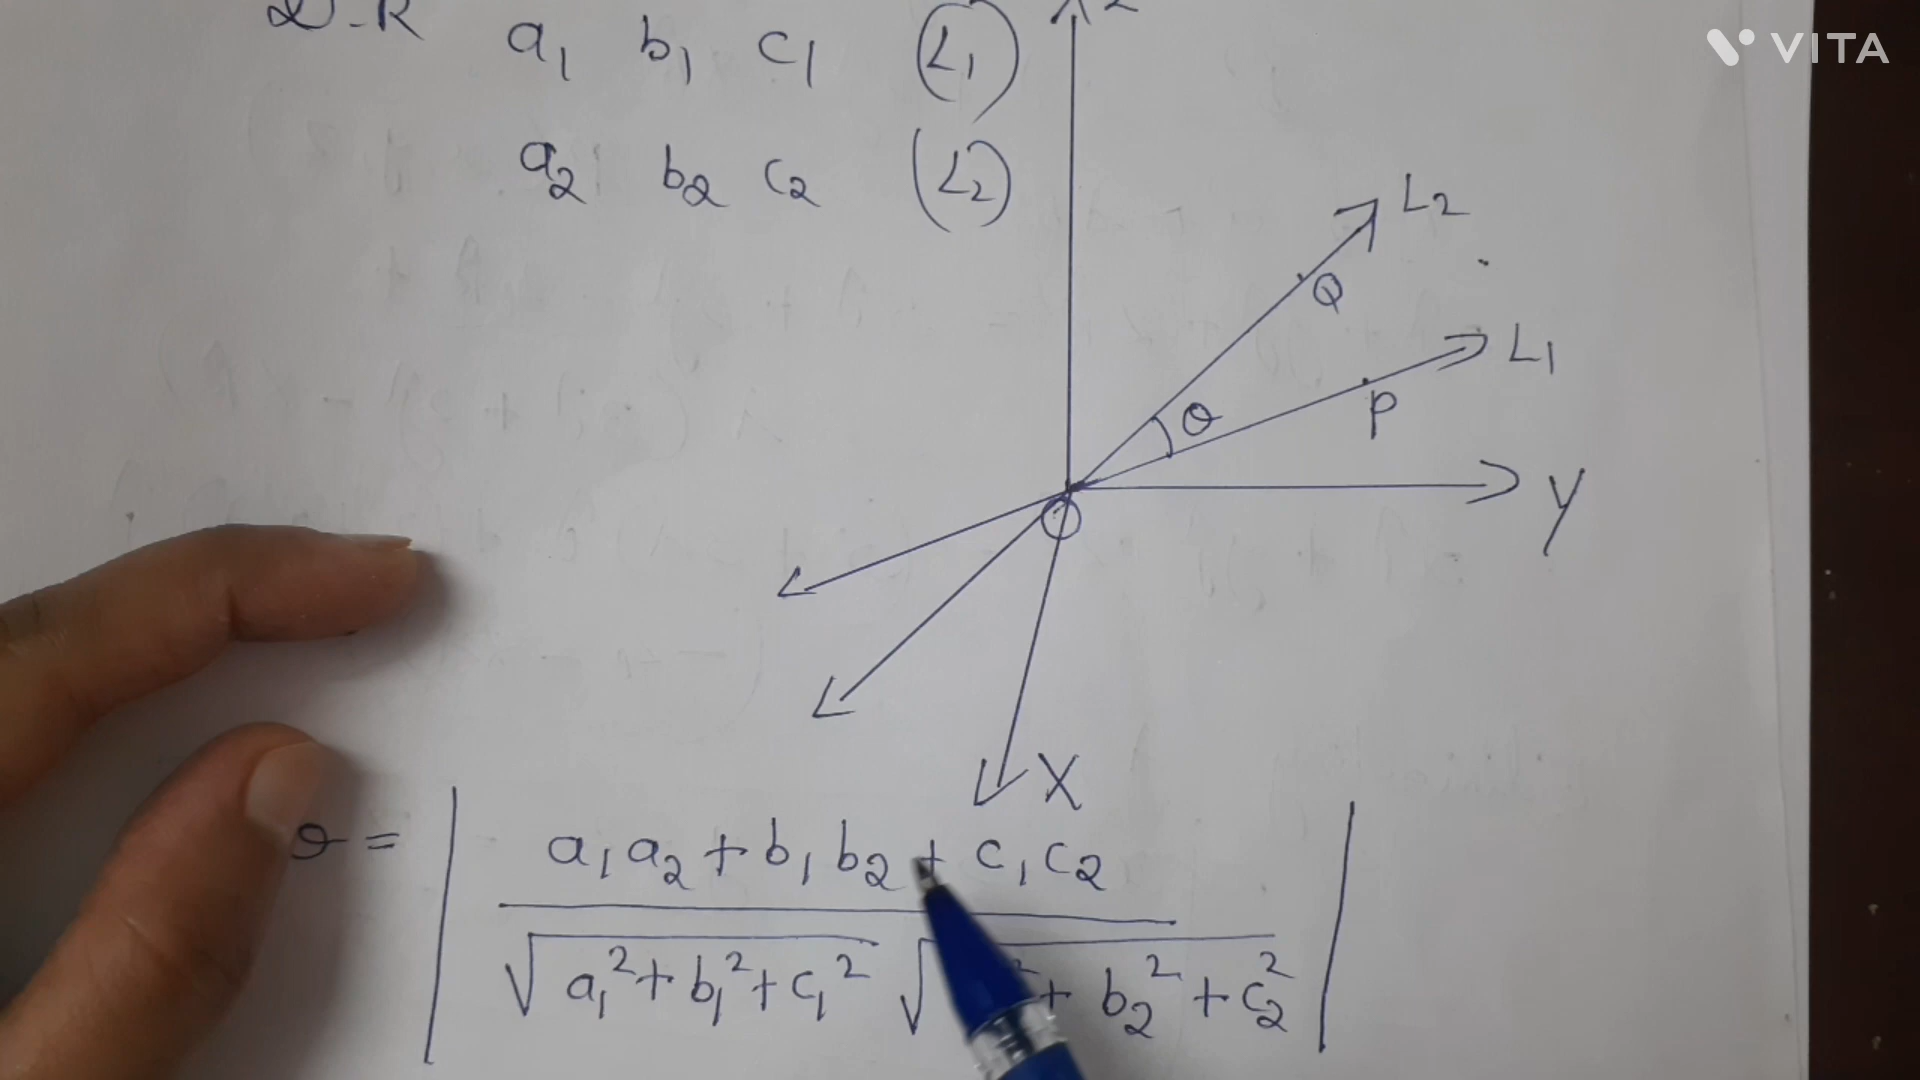 D.R a₁ b₁ c₁ (L₁)
a₂ b₂ c₂ (L₂)
VITA
L₂
Q
L₁
θ
P
Y
O
X
θ = | a₁a₂ + b₁b₂ + c₁c₂
√a₁² + b₁² + c₁² √ ² + b₂² + c₂² |